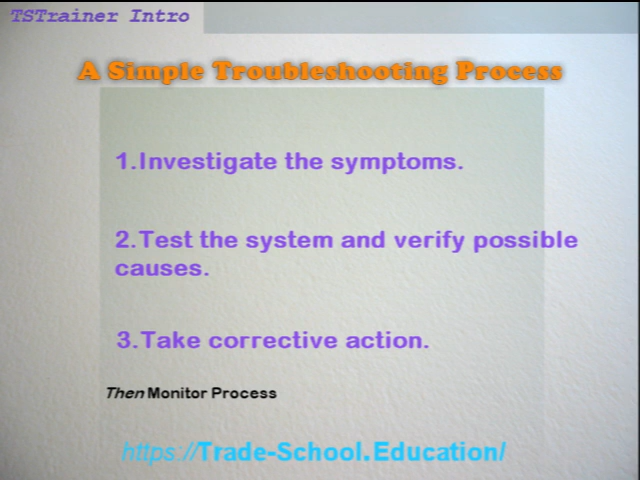 TSTrainer Intro
A Simple Troubleshooting Process
1.Investigate the symptoms.
2.Test the system and verify possible
causes.
3.Take corrective action.
Then Monitor Process
https://Trade-School.Education/